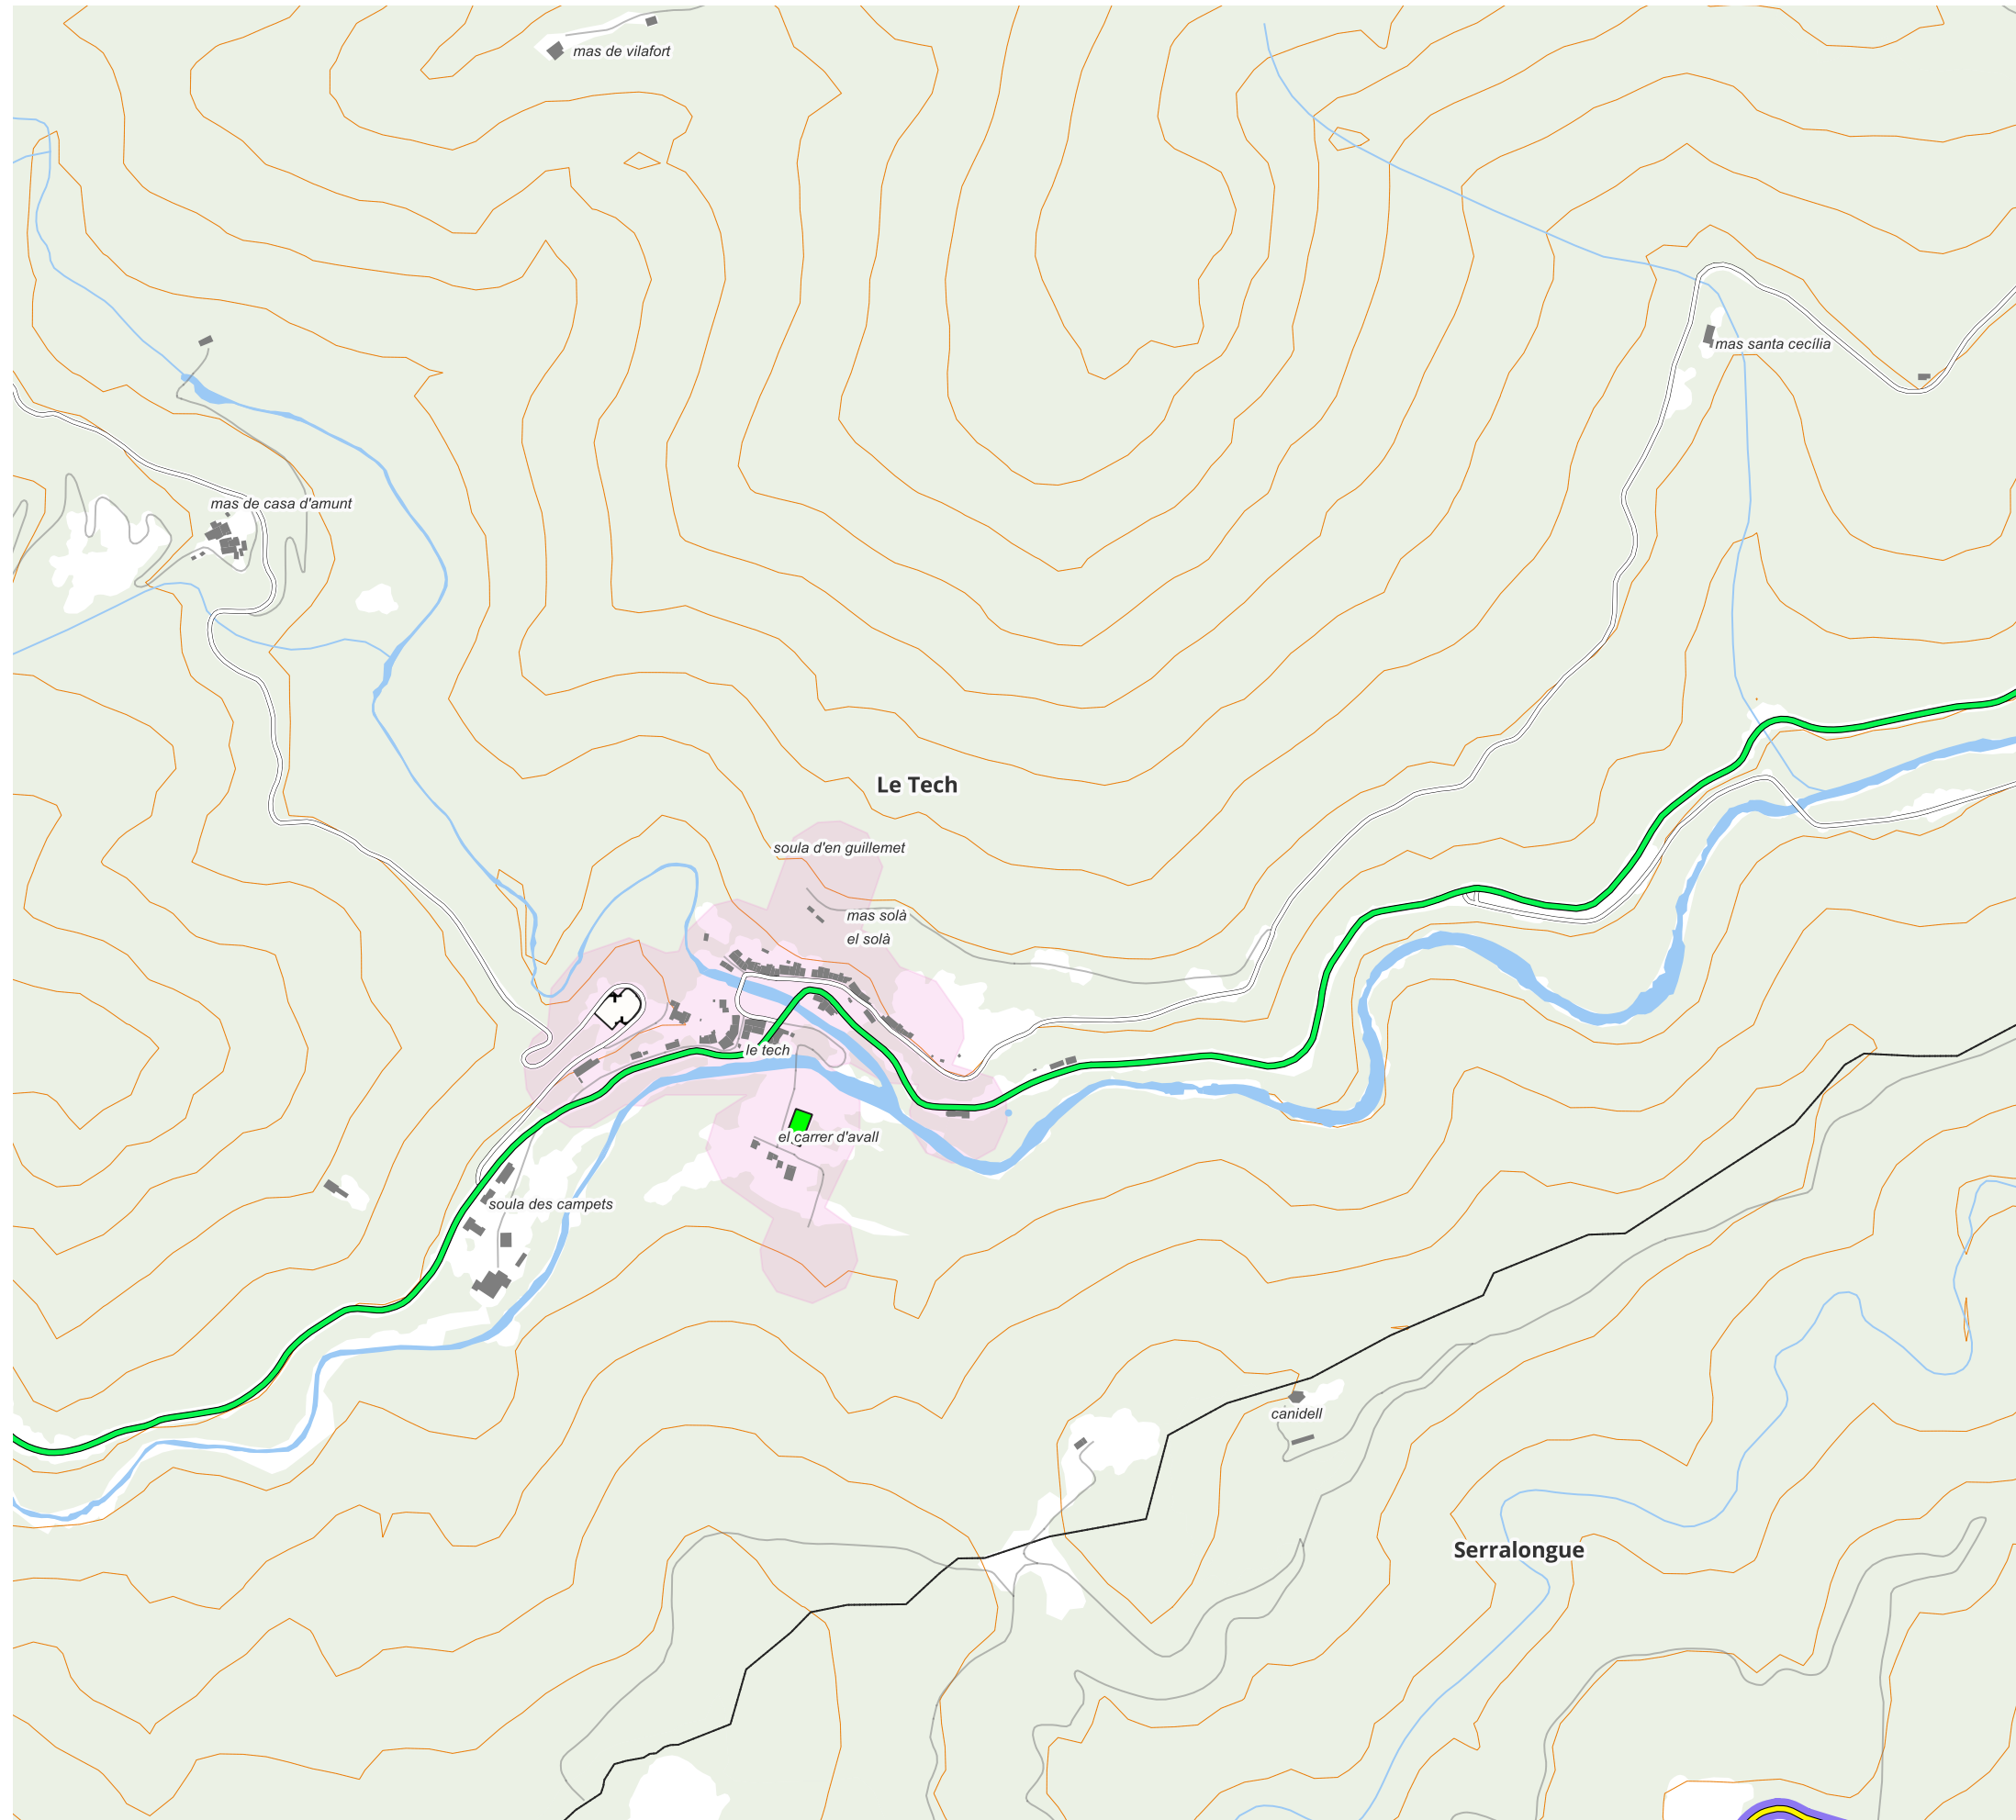 mas de vilafort
mas santa cecília
mas de casa d'amunt
Le Tech
soula d'en guillemet
mas solà
el solà
le tech
el carrer d'avall
soula des campets
canidell
Serralongue